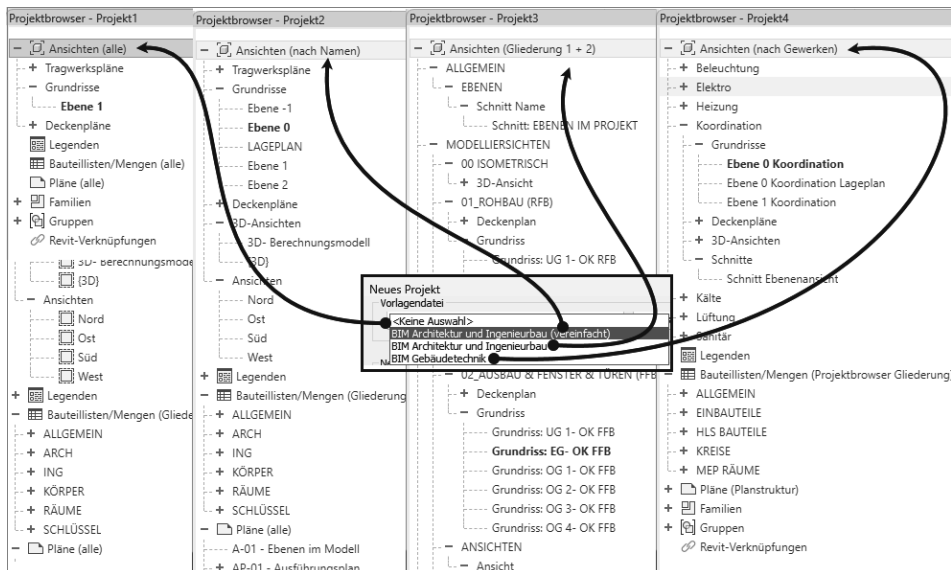 Projektbrowser - Projekt1
Ansichten (alle)
Tragwerkspläne
Grundrisse
Ebene 1
Deckenpläne
Legenden
Bauteillisten/Mengen (alle)
Pläne (alle)
Familien
Gruppen
Revit-Verknüpfungen
3D- Berechnungsmode
{3D}
Ansichten
Nord
Ost
Süd
West
Legenden
Bauteillisten/Mengen (Gliede
ALLGEMEIN
ARCH
ING
KÖRPER
RÄUME
SCHLÜSSEL
Pläne (alle)
Projektbrowser - Projekt2
Ansichten (nach Namen)
Tragwerkspläne
Grundrisse
Ebene -1
Ebene 0
LAGEPLAN
Ebene 1
Ebene 2
Deckenpläne
3D-Ansichten
3D- Berechnungsmodell
{3D}
Ansichten
Nord
Ost
Süd
West
Legenden
Bauteillisten/Mengen (Gliederung
ALLGEMEIN
ARCH
ING
KÖRPER
RÄUME
SCHLÜSSEL
Pläne (alle)
A-01 - Ebenen im Modell
AP-01 - Ausführungsplan
Projektbrowser - Projekt3
Ansichten (Gliederung 1 + 2)
ALLGEMEIN
EBENEN
Schnitt Name
Schnitt: EBENEN IM PROJEKT
MODELLIERSICHTEN
00 ISOMETRISCH
3D-Ansicht
01_ROHBAU (RFB)
Deckenplan
Grundriss
Grundriss: UG 1- OK RFB
Neues Projekt
Vorlagendatei
<Keine Auswahl>
BIM Architektur und Ingenieurbau (vereinfacht)
BIM Architektur und Ingenieurbau
BIM Gebäudetechnik
02_AUSBAU & FENSTER & TÜREN (FFB
Deckenplan
Grundriss
Grundriss: UG 1- OK FFB
Grundriss: EG- OK FFB
Grundriss: OG 1- OK FFB
Grundriss: OG 2- OK FFB
Grundriss: OG 3- OK FFB
Grundriss: OG 4- OK FFB
ANSICHTEN
Ansicht
Projektbrowser - Projekt4
Ansichten (nach Gewerken)
Beleuchtung
Elektro
Heizung
Koordination
Grundrisse
Ebene 0 Koordination
Ebene 0 Koordination Lageplan
Ebene 1 Koordination
Deckenpläne
3D-Ansichten
Schnitte
Schnitt Ebenenansicht
Kälte
Lüftung
Sanitär
Legenden
Bauteillisten/Mengen (Projektbrowser Gliederung
ALLGEMEIN
EINBAUTEILE
HLS BAUTEILE
KREISE
MEP RÄUME
Pläne (Planstruktur)
Familien
Gruppen
Revit-Verknüpfungen